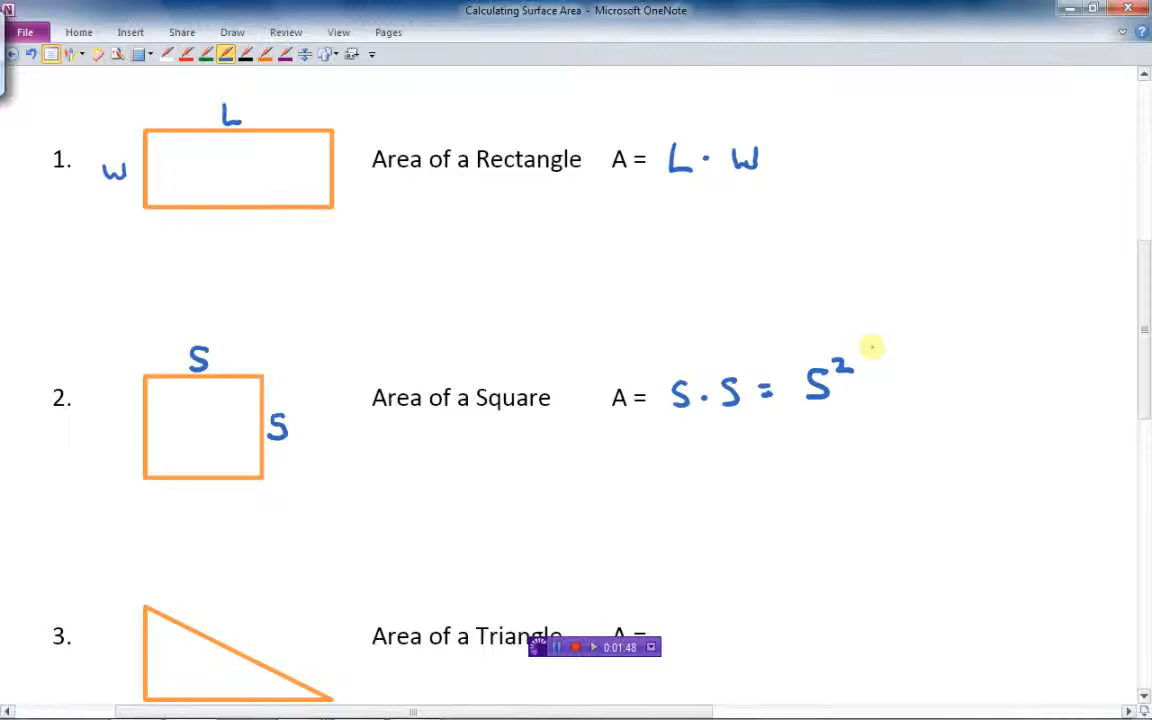 Calculating Surface Area - Microsoft OneNote
File Home Insert Share Draw Review View Pages
L
1. W Area of a Rectangle A = L · W
S
2. S Area of a Square A = S · S = S²
3. Area of a Triangle A =
0:01:48